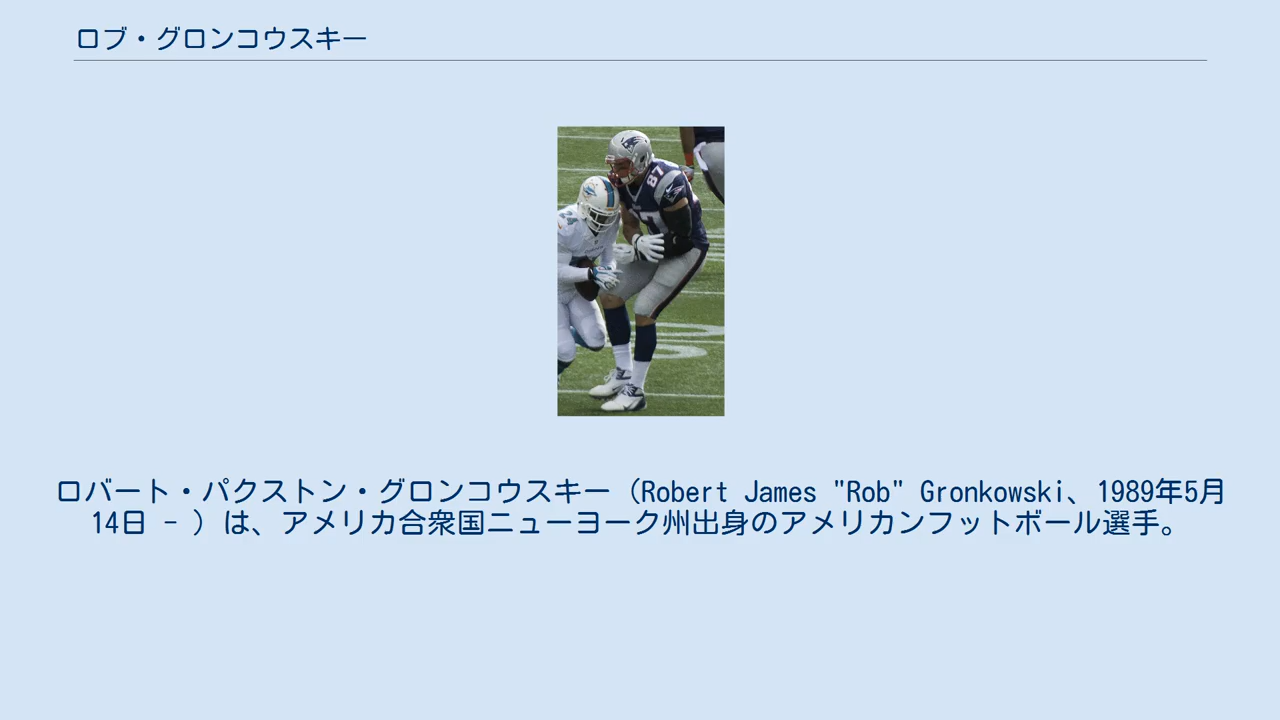 ロブ・グロンコウスキー
87
24
87
ロバート・パクストン・グロンコウスキー（Robert James "Rob" Gronkowski、1989年5月
14日 - ）は、アメリカ合衆国ニューヨーク州出身のアメリカンフットボール選手。